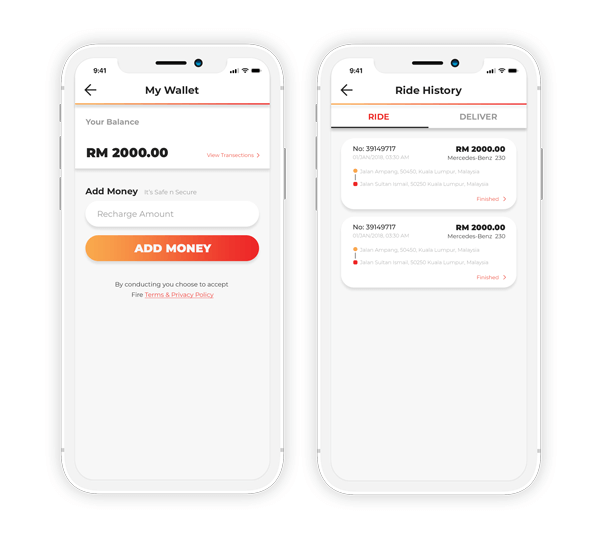 9:41
My Wallet
Your Balance
RM 2000.00
View Transections
Add Money It's Safe n Secure
Recharge Amount
ADD MONEY
By conducting you choose to accept
Fire Terms & Privacy Policy
9:41
Ride History
RIDE DELIVER
No: 39149717 RM 2000.00
01/JAN/2018, 03:30 AM Mercedes-Benz 230
Jalan Ampang, 50450, Kuala Lumpur, Malaysia
Jalan Sultan Ismail, 50250 Kuala Lumpur, Malaysia
Finished
No: 39149717 RM 2000.00
01/JAN/2018, 03:30 AM Mercedes-Benz 230
Jalan Ampang, 50450, Kuala Lumpur, Malaysia
Jalan Sultan Ismail, 50250 Kuala Lumpur, Malaysia
Finished